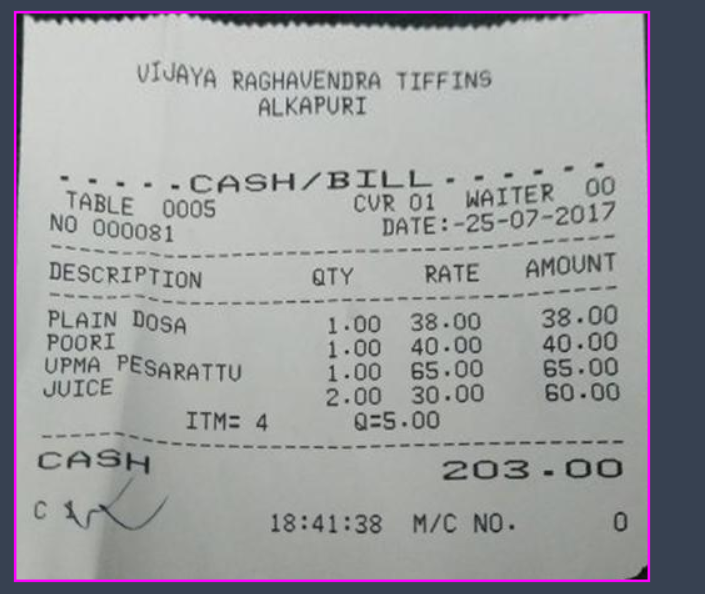 VIJAYA RAGHAVENDRA TIFFINS
ALKAPURI
- - - - - CASH/BILL - - - - - -
TABLE 0005 CVR 01 WAITER 00
NO 000081 DATE:-25-07-2017
DESCRIPTION QTY RATE AMOUNT
PLAIN DOSA 1.00 38.00 38.00
POORI 1.00 40.00 40.00
UPMA PESARATTU 1.00 65.00 65.00
JUICE 2.00 30.00 60.00
ITM= 4 Q=5.00
CASH 203.00
C 18:41:38 M/C NO. 0